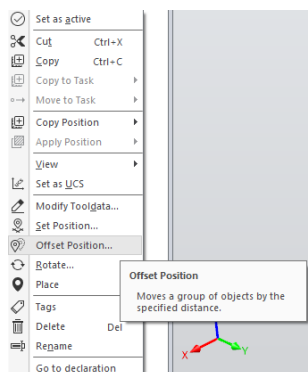 Set as active
Cut Ctrl+X
Copy Ctrl+C
Copy to Task
Move to Task
Copy Position
Apply Position
View
Set as UCS
Modify Tooldata...
Set Position...
Offset Position...
Rotate...
Place
Tags
Delete Del
Rename
Go to declaration
Offset Position
Moves a group of objects by the
specified distance.
X
Y